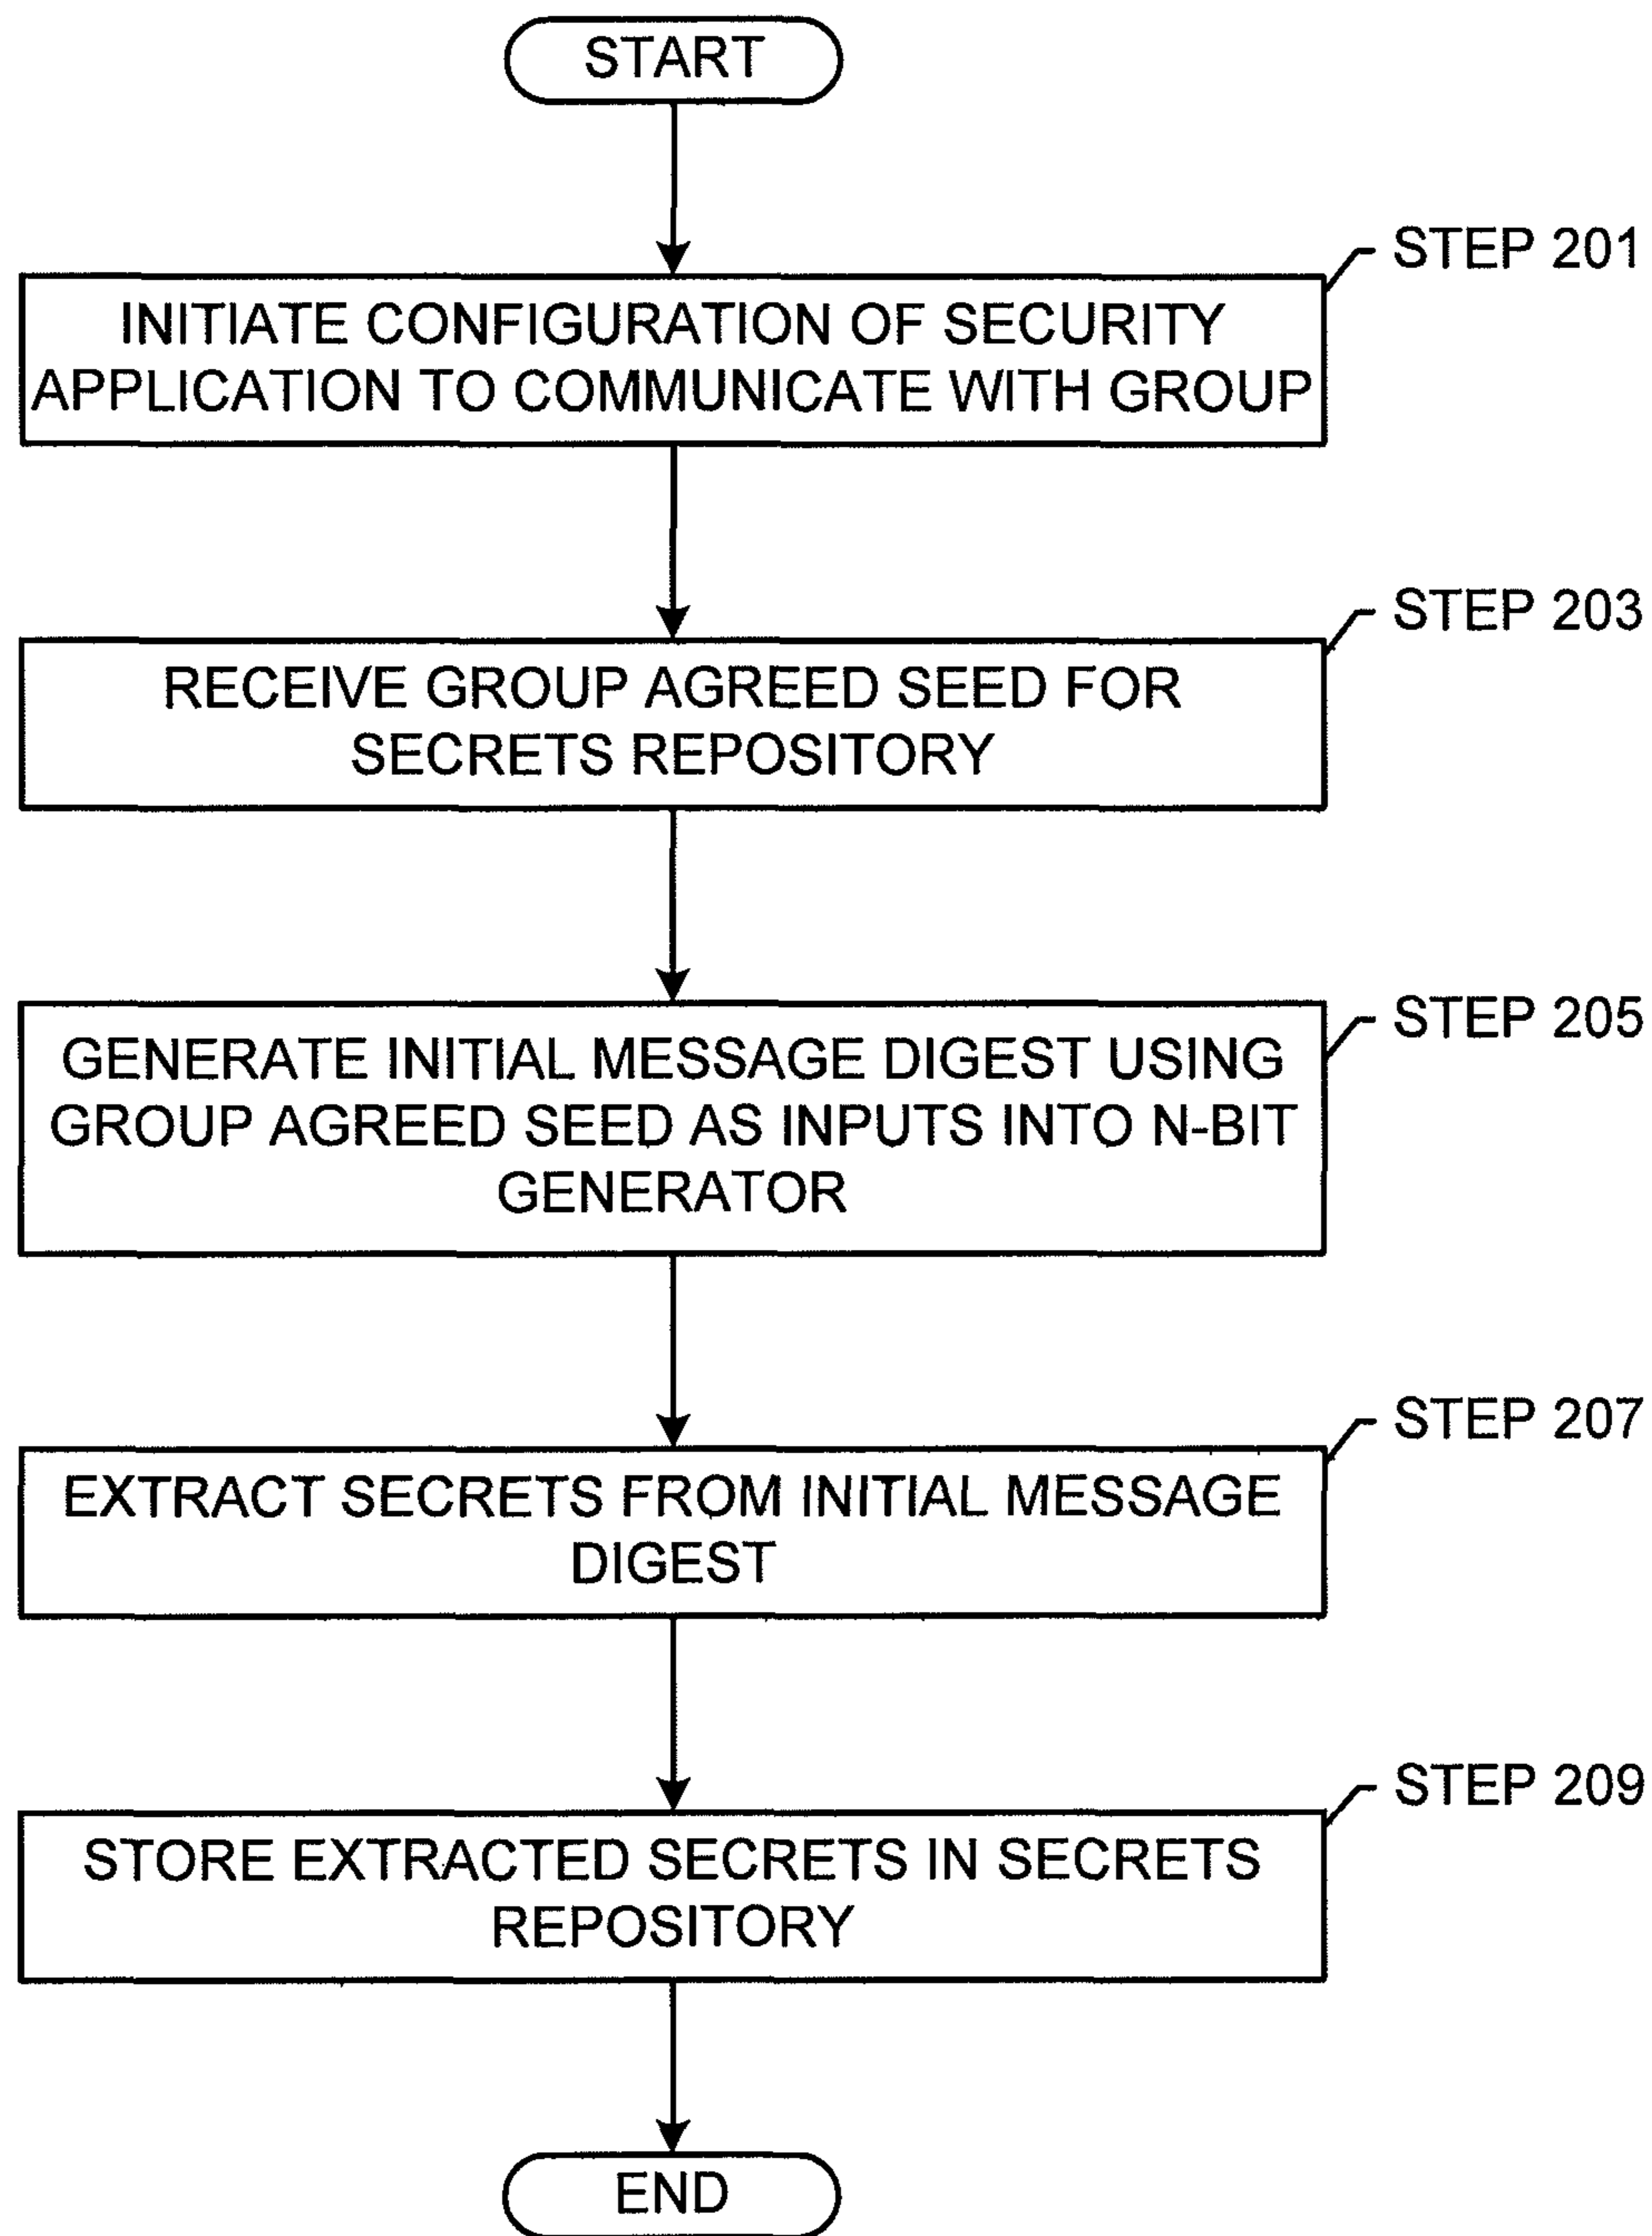 START
STEP 201
INITIATE CONFIGURATION OF SECURITY
APPLICATION TO COMMUNICATE WITH GROUP
STEP 203
RECEIVE GROUP AGREED SEED FOR
SECRETS REPOSITORY
STEP 205
GENERATE INITIAL MESSAGE DIGEST USING
GROUP AGREED SEED AS INPUTS INTO N-BIT
GENERATOR
STEP 207
EXTRACT SECRETS FROM INITIAL MESSAGE
DIGEST
STEP 209
STORE EXTRACTED SECRETS IN SECRETS
REPOSITORY
END